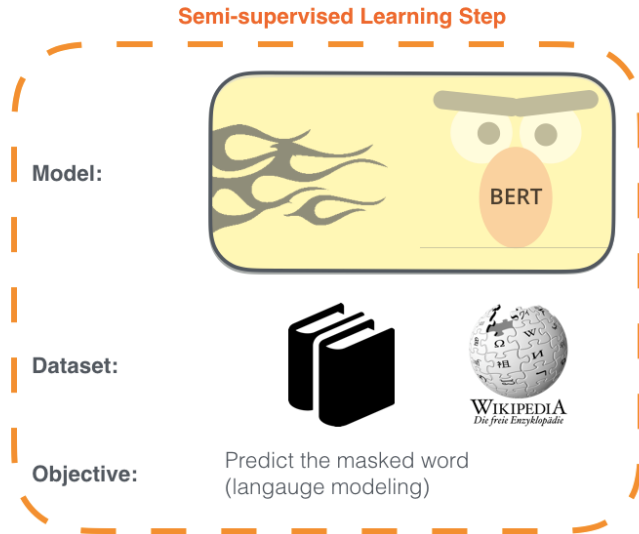 Semi-supervised Learning Step
Model:
BERT
Dataset:
WIKIPEDIA
Die freie Enzyklopädie
Objective:
Predict the masked word
(langauge modeling)